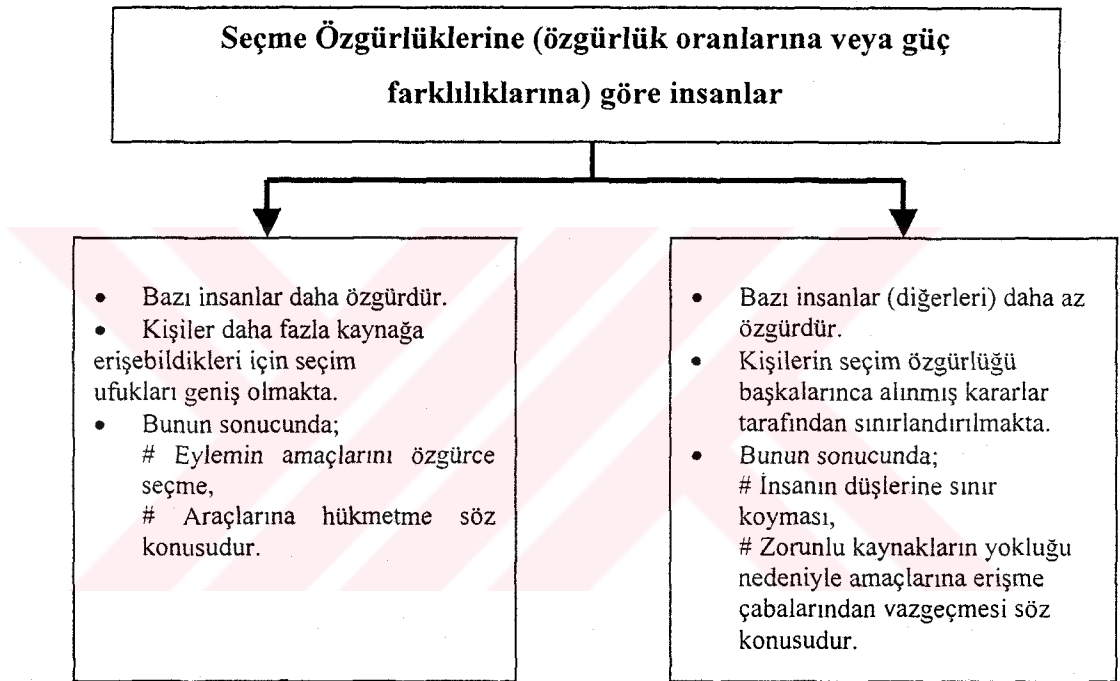 Seçme Özgürlüklerine (özgürlük oranlarına veya güç
farklılıklarına) göre insanlar
• Bazı insanlar daha özgürdür.
• Kişiler daha fazla kaynağa
erişebildikleri için seçim
ufukları geniş olmakta.
• Bunun sonucunda;
# Eylemin amaçlarını özgürce
seçme,
# Araçlarına hükmetme söz
konusudur.
• Bazı insanlar (diğerleri) daha az
özgürdür.
• Kişilerin seçim özgürlüğü
başkalarınca alınmış kararlar
tarafından sınırlandırılmakta.
• Bunun sonucunda;
# İnsanın düşlerine sınır
koyması,
# Zorunlu kaynakların yokluğu
nedeniyle amaçlarına erişme
çabalarından vazgeçmesi söz
konusudur.